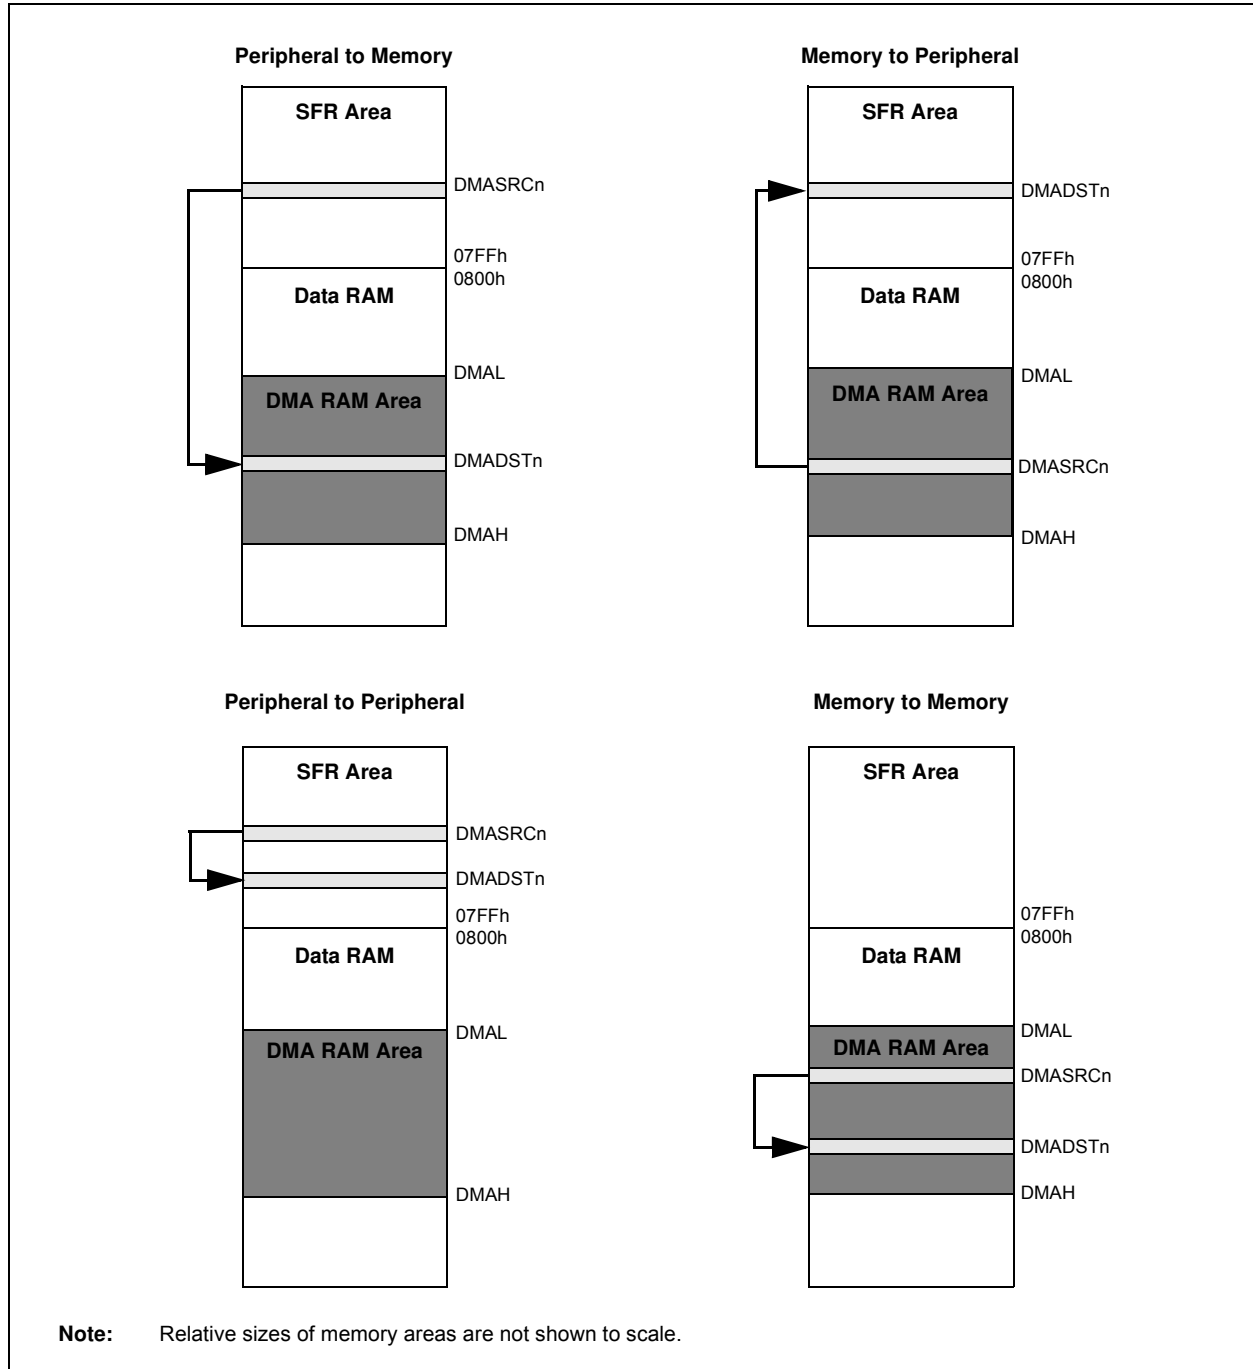 Peripheral to Memory
SFR Area
DMASRCn
07FFh
0800h
Data RAM
DMAL
DMA RAM Area
DMADSTn
DMAH
Memory to Peripheral
SFR Area
DMADSTn
07FFh
0800h
Data RAM
DMAL
DMA RAM Area
DMASRCn
DMAH
Peripheral to Peripheral
SFR Area
DMASRCn
DMADSTn
07FFh
0800h
Data RAM
DMAL
DMA RAM Area
DMAH
Memory to Memory
SFR Area
07FFh
0800h
Data RAM
DMAL
DMA RAM Area
DMASRCn
DMADSTn
DMAH
Note: Relative sizes of memory areas are not shown to scale.